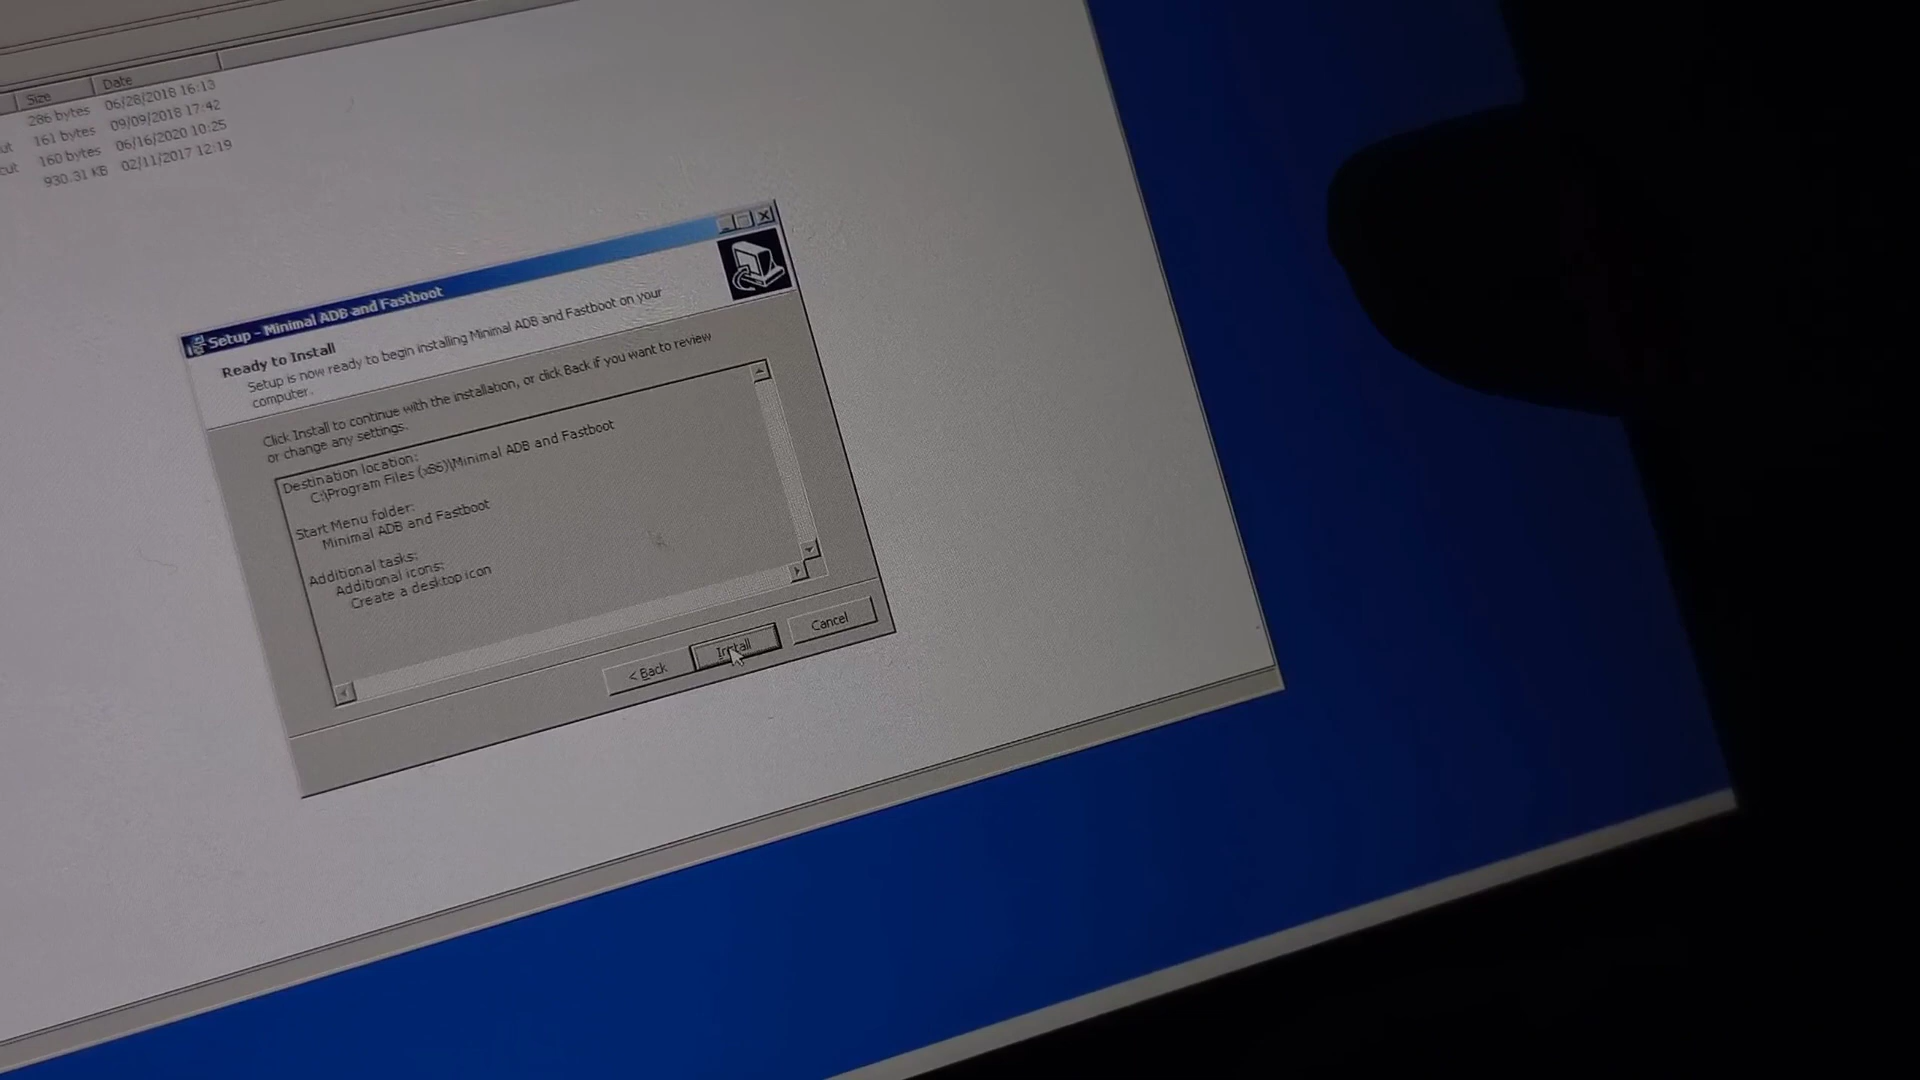 Size Date
286 bytes 06/28/2018 16:13
ut 161 bytes 09/09/2018 17:42
cut 160 bytes 06/16/2020 10:25
930.31 KB 02/11/2017 12:19
Setup - Minimal ADB and Fastboot
Ready to Install
Setup is now ready to begin installing Minimal ADB and Fastboot on your
computer.
Click Install to continue with the installation, or click Back if you want to review
or change any settings.
Destination location:
C:\Program Files (x86)\Minimal ADB and Fastboot
Start Menu folder:
Minimal ADB and Fastboot
Additional tasks:
Additional icons:
Create a desktop icon
< Back
Install
Cancel